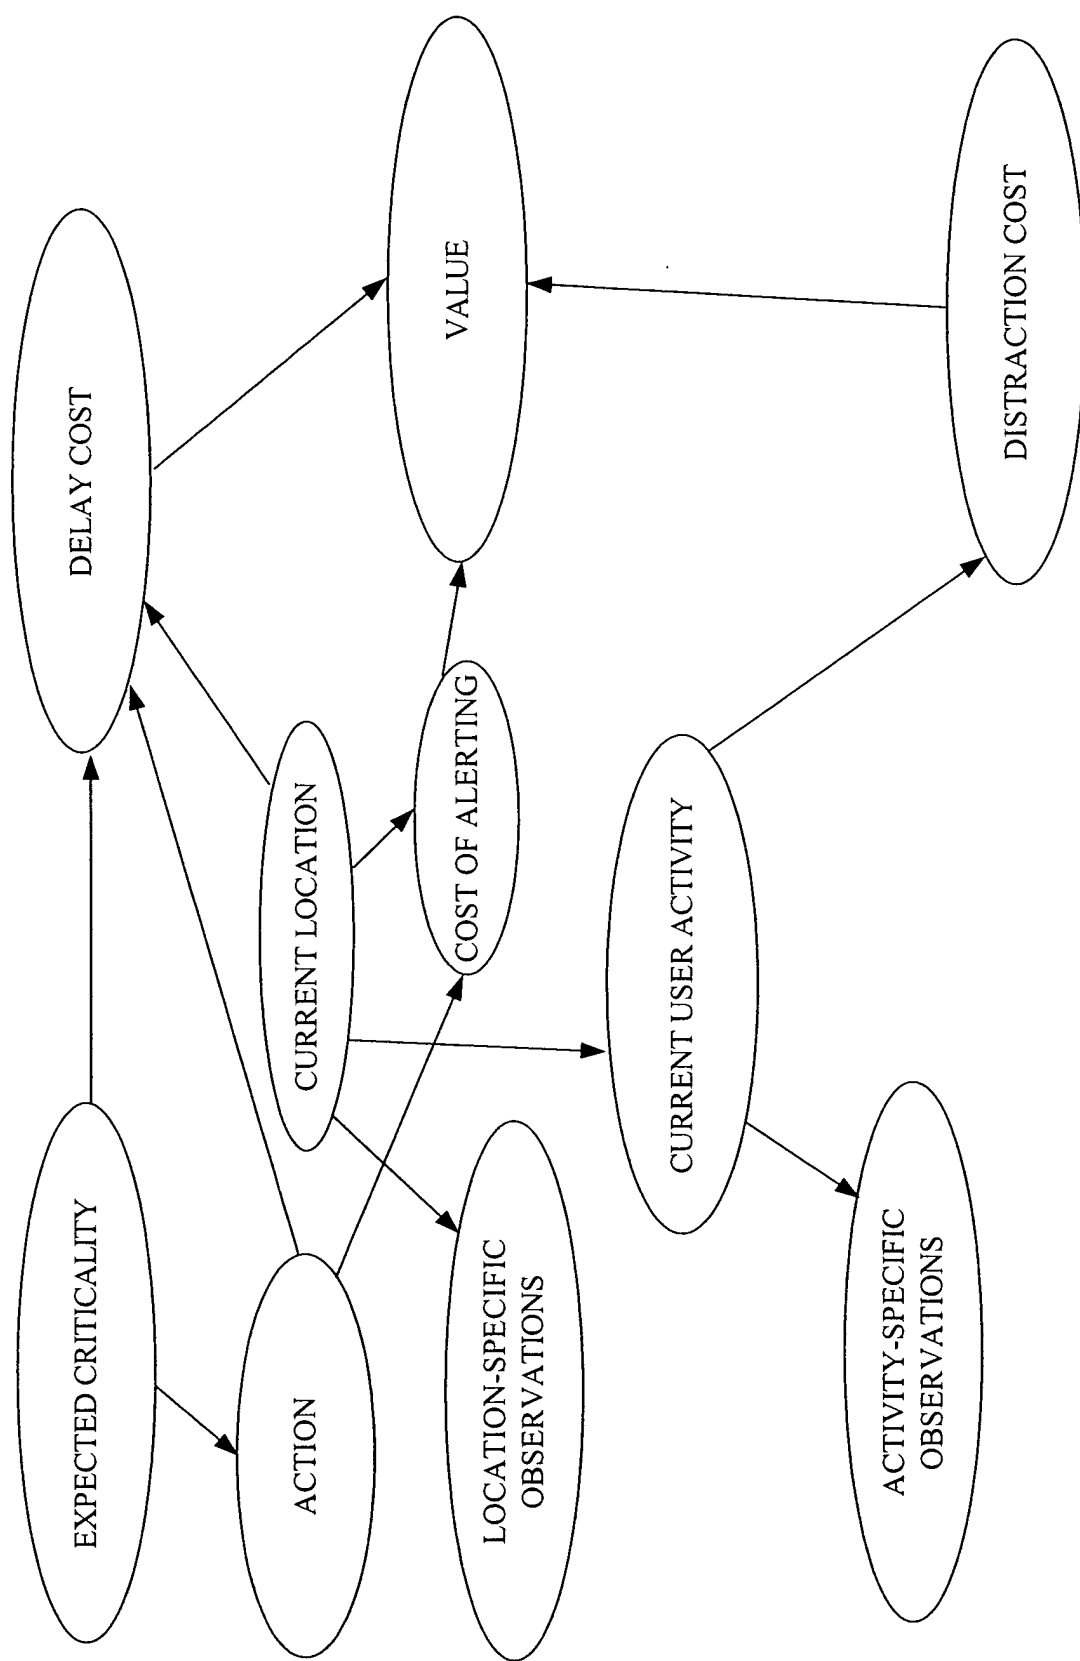 EXPECTED CRITICALITY
DELAY COST
ACTION
CURRENT LOCATION
VALUE
COST OF ALERTING
LOCATION-SPECIFIC
OBSERVATIONS
CURRENT USER ACTIVITY
ACTIVITY-SPECIFIC
OBSERVATIONS
DISTRACTION COST